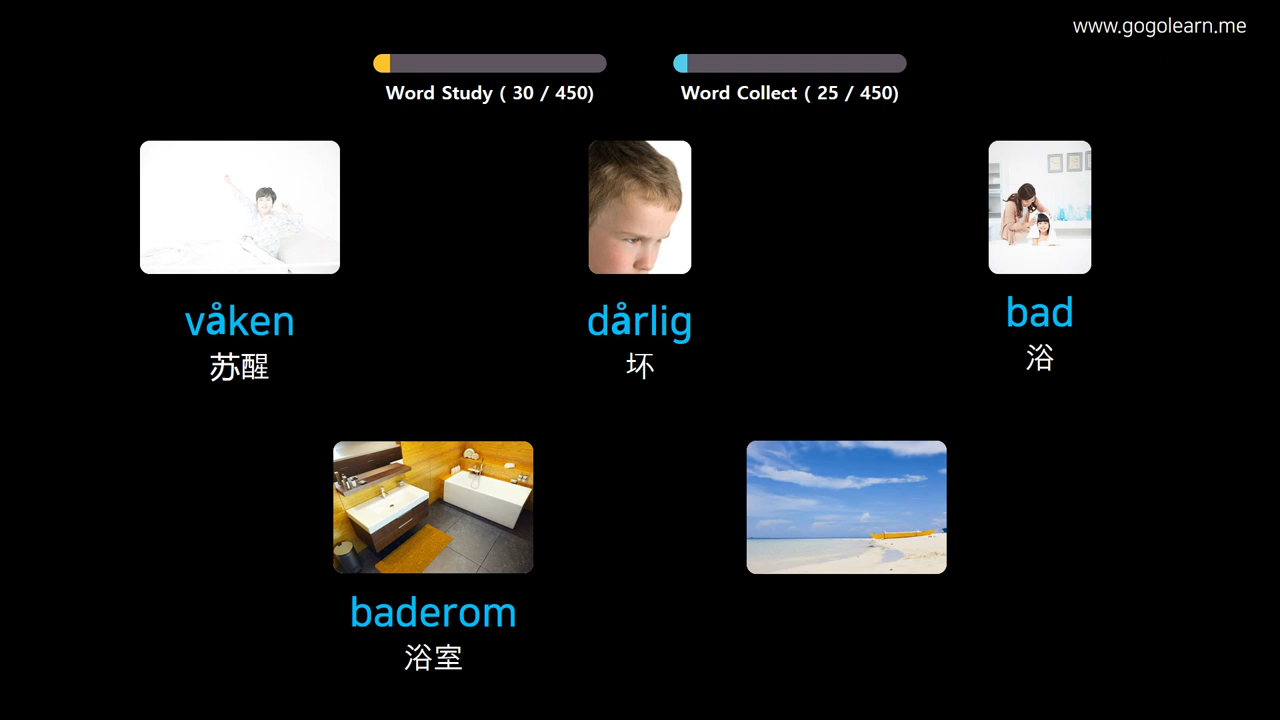 www.gogolearn.me
Word Study ( 30 / 450)
Word Collect ( 25 / 450)
våken
苏醒
dårlig
坏
bad
浴
baderom
浴室